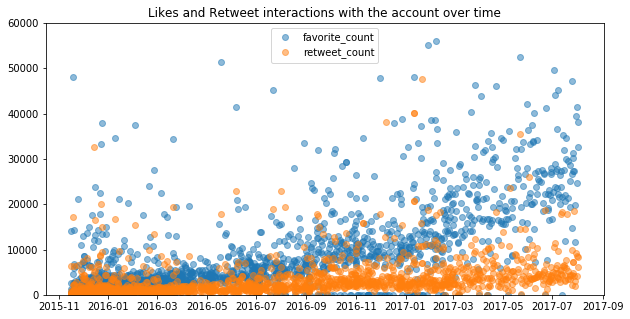 Likes and Retweet interactions with the account over time
favorite_count
retweet_count
60000
50000
40000
30000
20000
10000
0
2015-11 2016-01 2016-03 2016-05 2016-07 2016-09 2016-11 2017-01 2017-03 2017-05 2017-07 2017-09